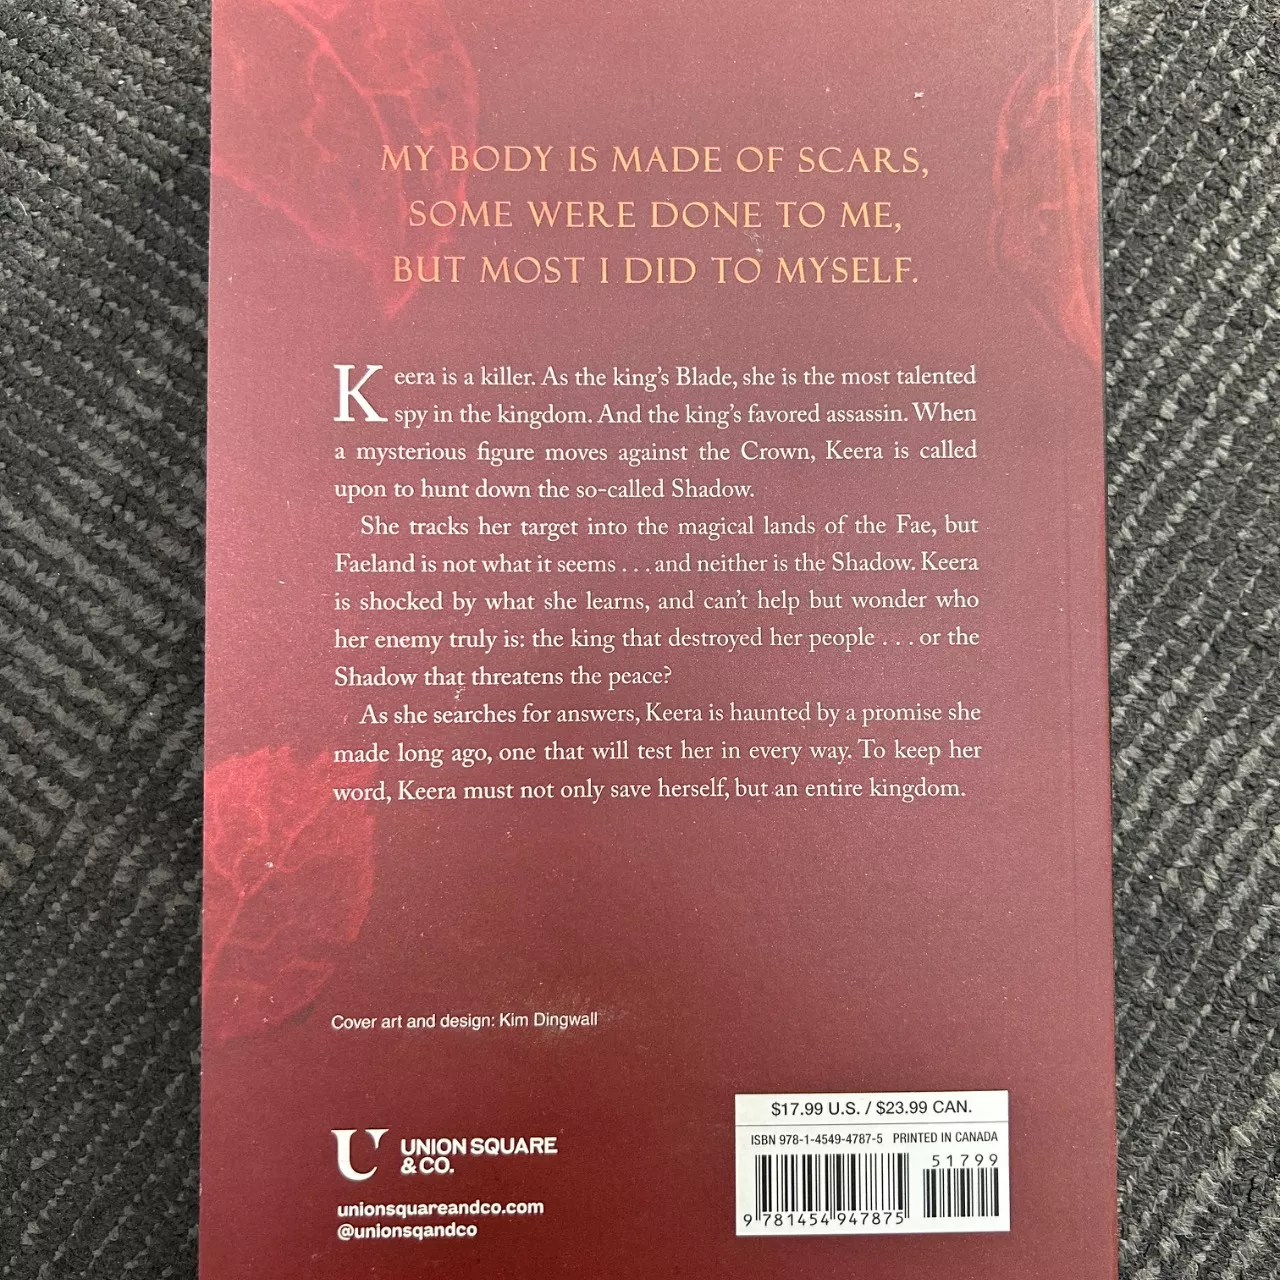 MY BODY IS MADE OF SCARS,
SOME WERE DONE TO ME,
BUT MOST I DID TO MYSELF.
Keera is a killer. As the king's Blade, she is the most talented
spy in the kingdom. And the king's favored assassin. When
a mysterious figure moves against the Crown, Keera is called
upon to hunt down the so-called Shadow.
She tracks her target into the magical lands of the Fae, but
Faeland is not what it seems . . . and neither is the Shadow. Keera
is shocked by what she learns, and can't help but wonder who
her enemy truly is: the king that destroyed her people . . . or the
Shadow that threatens the peace?
As she searches for answers, Keera is haunted by a promise she
made long ago, one that will test her in every way. To keep her
word, Keera must not only save herself, but an entire kingdom.
Cover art and design: Kim Dingwall
U UNION SQUARE
& CO.
unionsquareandco.com
@unionsqandco
$17.99 U.S. / $23.99 CAN.
ISBN 978-1-4549-4787-5 PRINTED IN CANADA
51799
9 781454 947875